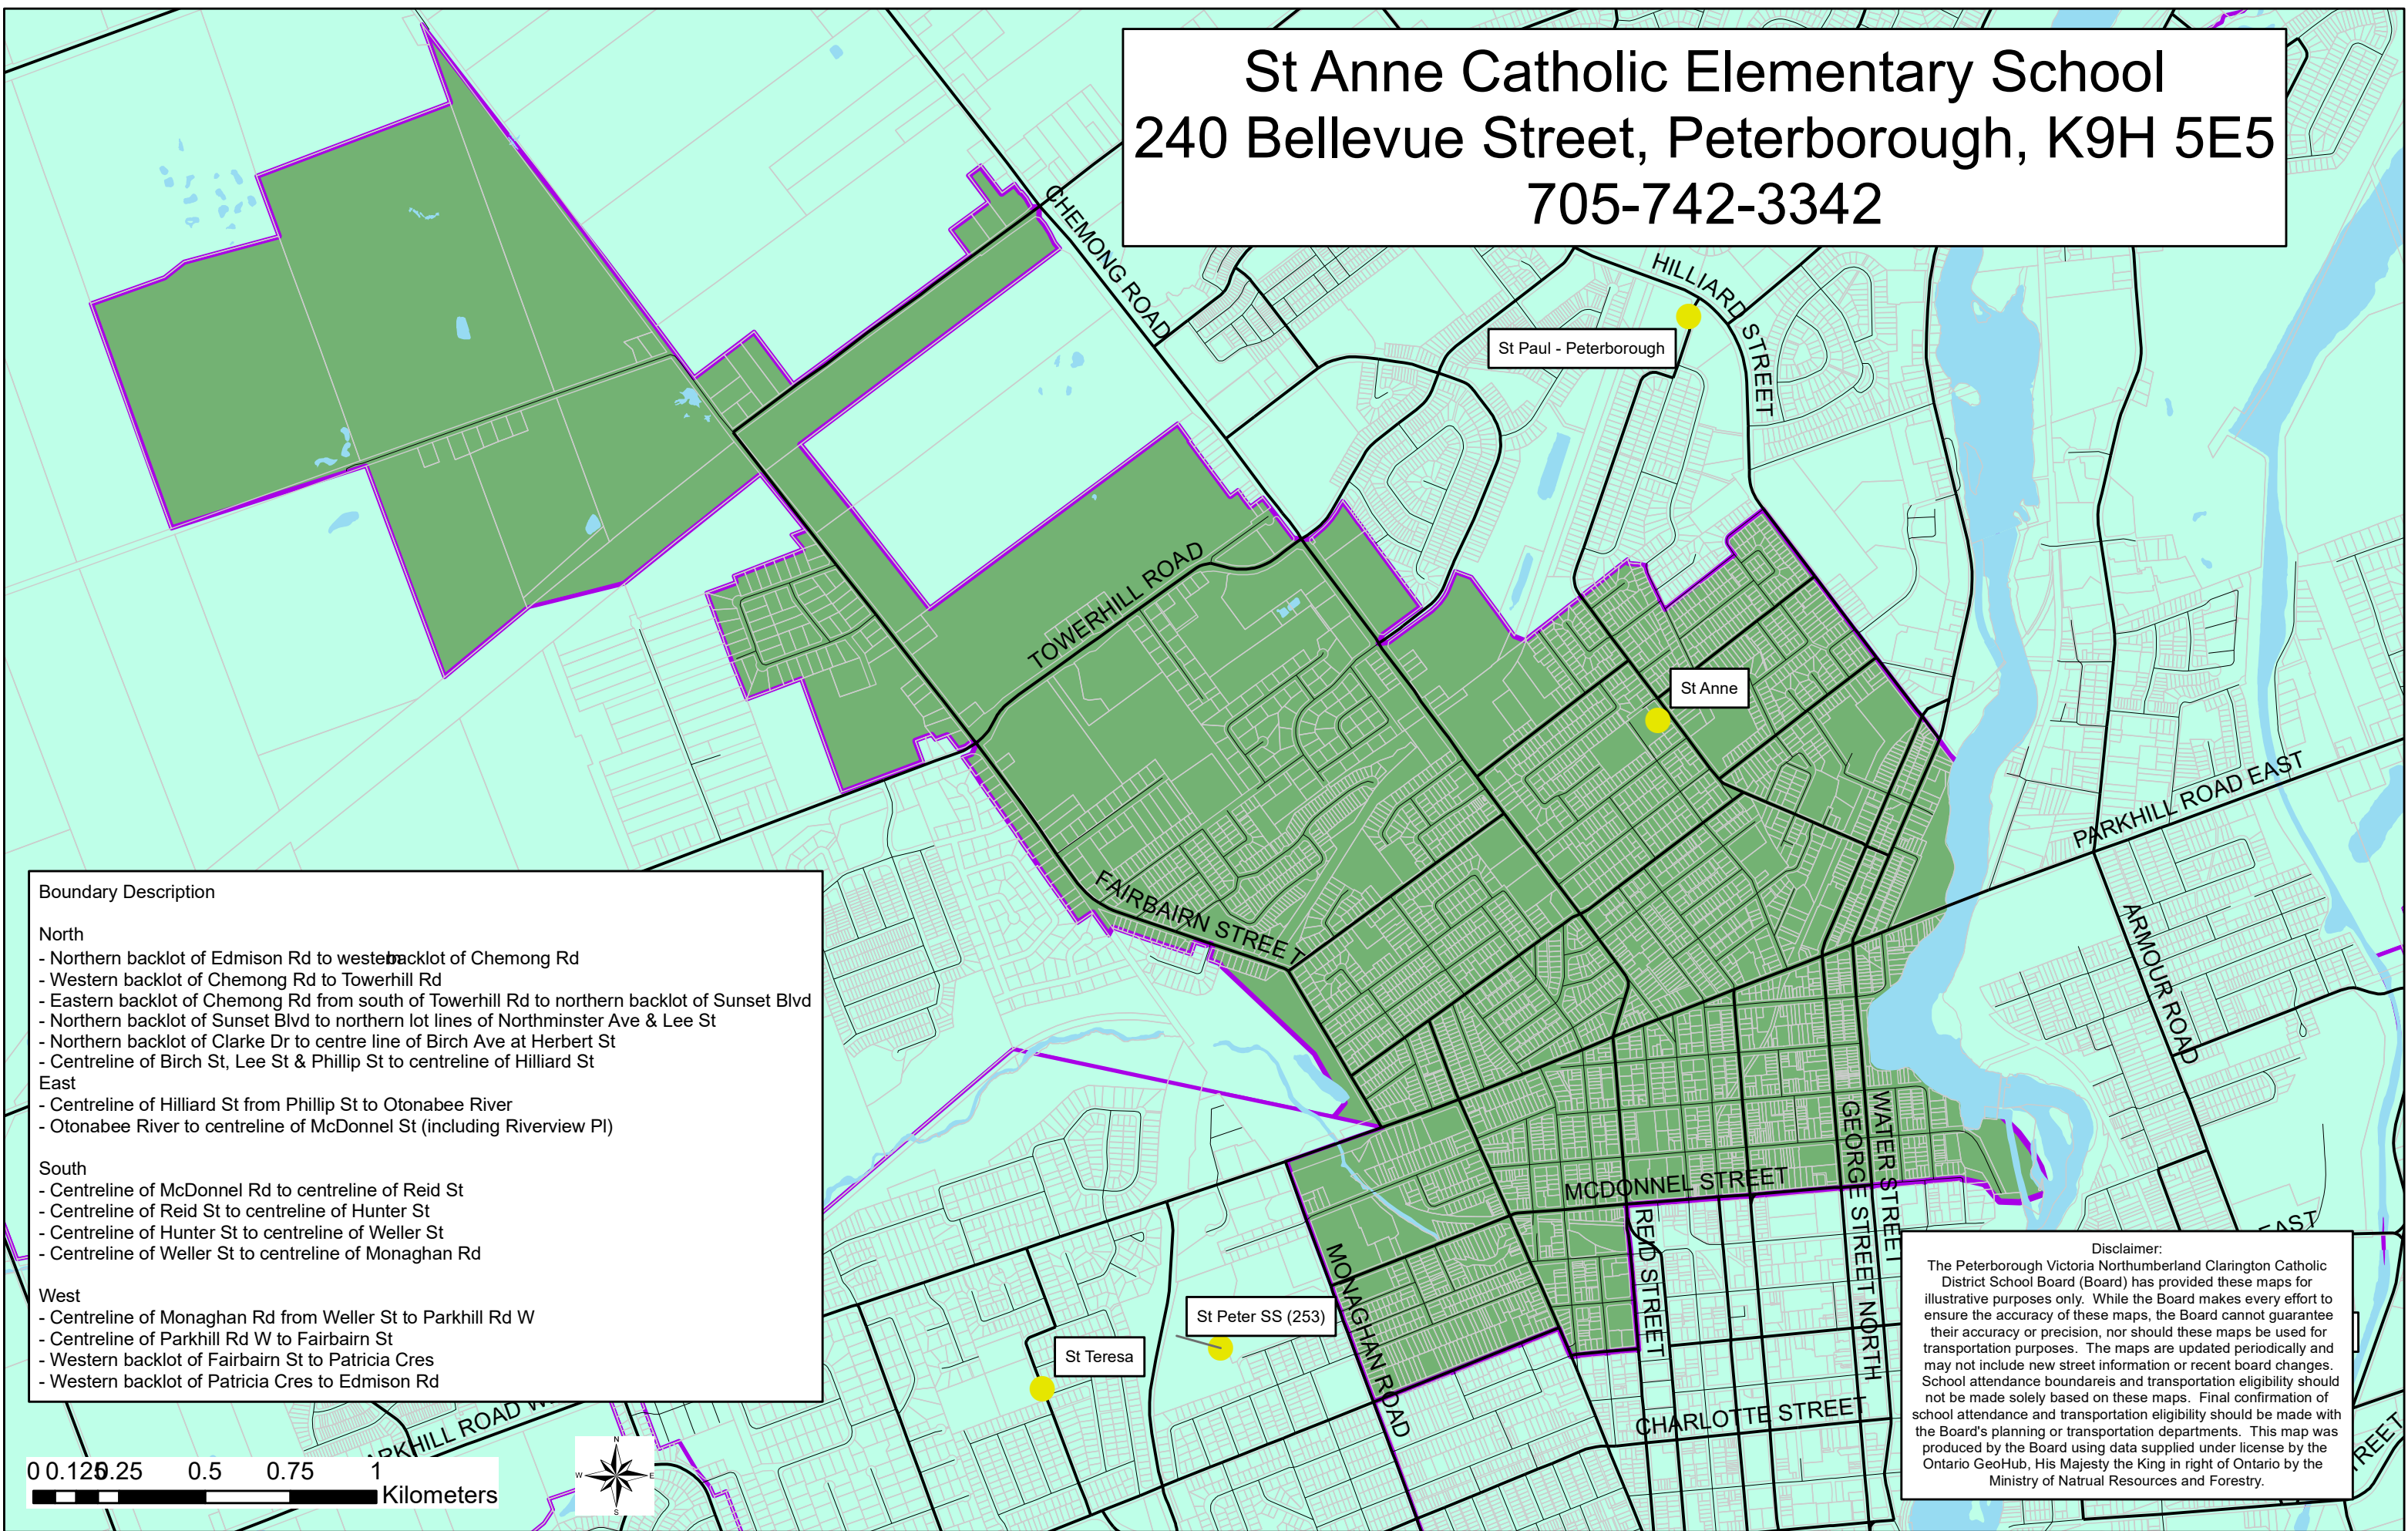 St Anne Catholic Elementary School
240 Bellevue Street, Peterborough, K9H 5E5
705-742-3342
CHEMONG ROAD
HILLIARD STREET
St Paul - Peterborough
TOWERHILL ROAD
St Anne
PARKHILL ROAD EAST
FAIRBAIRN STREET
ARMOUR ROAD
Boundary Description
North
- Northern backlot of Edmison Rd to western backlot of Chemong Rd
- Western backlot of Chemong Rd to Towerhill Rd
- Eastern backlot of Chemong Rd from south of Towerhill Rd to northern backlot of Sunset Blvd
- Northern backlot of Sunset Blvd to northern lot lines of Northminster Ave & Lee St
- Northern backlot of Clarke Dr to centre line of Birch Ave at Herbert St
- Centreline of Birch St, Lee St & Phillip St to centreline of Hilliard St
East
- Centreline of Hilliard St from Phillip St to Otonabee River
- Otonabee River to centreline of McDonnel St (including Riverview Pl)
South
- Centreline of McDonnel Rd to centreline of Reid St
- Centreline of Reid St to centreline of Hunter St
- Centreline of Hunter St to centreline of Weller St
- Centreline of Weller St to centreline of Monaghan Rd
West
- Centreline of Monaghan Rd from Weller St to Parkhill Rd W
- Centreline of Parkhill Rd W to Fairbairn St
- Western backlot of Fairbairn St to Patricia Cres
- Western backlot of Patricia Cres to Edmison Rd
MCDONNEL STREET
WATER STREET
GEORGE STREET NORTH
REID STREET
MONAGHAN ROAD
St Peter SS (253)
St Teresa
CHARLOTTE STREET
EAST
ARKHILL ROAD W
REET
Disclaimer:
The Peterborough Victoria Northumberland Clarington Catholic
District School Board (Board) has provided these maps for
illustrative purposes only. While the Board makes every effort to
ensure the accuracy of these maps, the Board cannot guarantee
their accuracy or precision, nor should these maps be used for
transportation purposes. The maps are updated periodically and
may not include new street information or recent board changes.
School attendance boundareis and transportation eligibility should
not be made solely based on these maps. Final confirmation of
school attendance and transportation eligibility should be made with
the Board's planning or transportation departments. This map was
produced by the Board using data supplied under license by the
Ontario GeoHub, His Majesty the King in right of Ontario by the
Ministry of Natrual Resources and Forestry.
0 0.125 0.25 0.5 0.75 1
Kilometers
N
W E
S